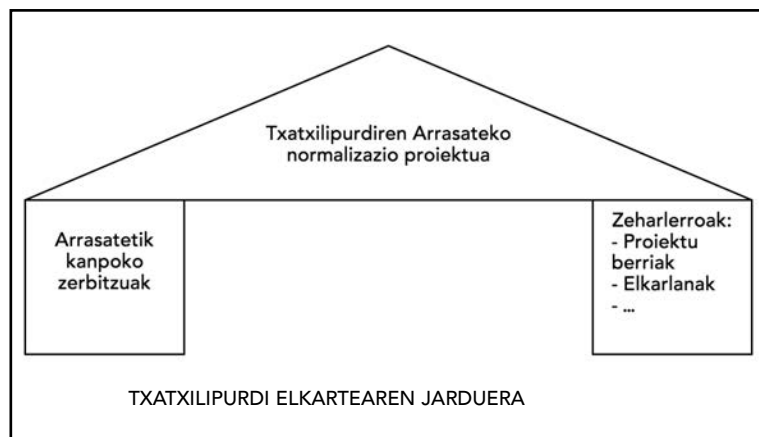 Txatxilipurdiren Arrasateko
normalizazio proiektua
Arrasatetik
kanpoko
zerbitzuak
Zeharlerroak:
- Proiektu
berriak
- Elkarlanak
- ...
TXATXILIPURDI ELKARTEAREN JARDUERA